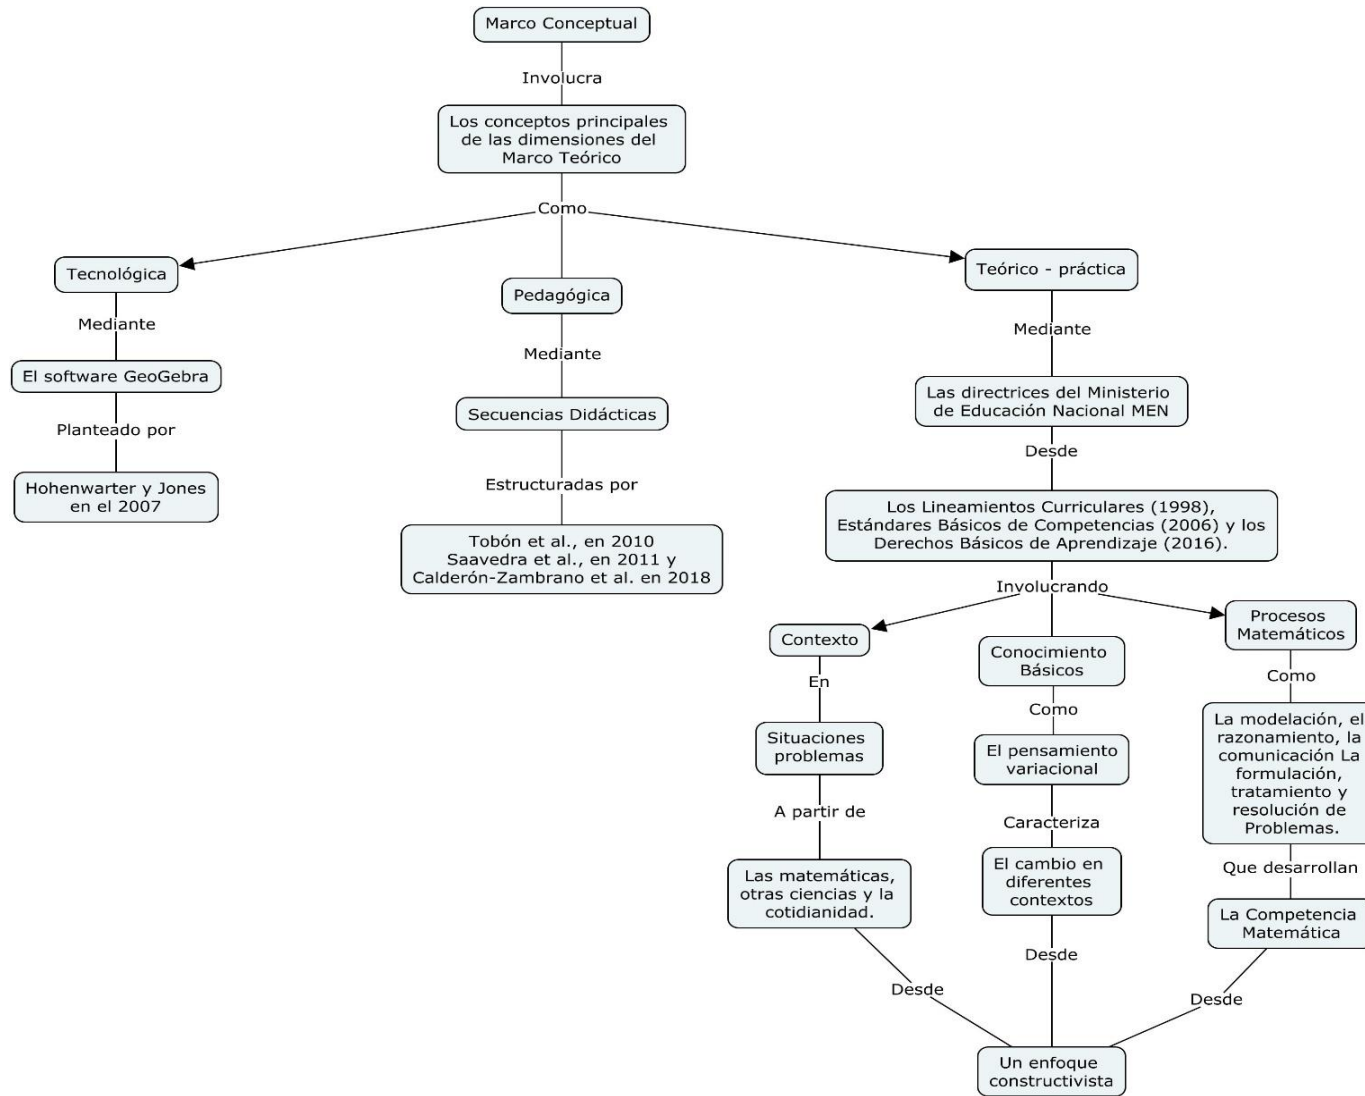 Marco Conceptual
Involucra
Los conceptos principales
de las dimensiones del
Marco Teórico
Como
Tecnológica
Mediante
El software GeoGebra
Planteado por
Hohenwarter y Jones
en el 2007
Pedagógica
Mediante
Secuencias Didácticas
Estructuradas por
Tobón et al., en 2010
Saavedra et al., en 2011 y
Calderón-Zambrano et al. en 2018
Teórico - práctica
Mediante
Las directrices del Ministerio
de Educación Nacional MEN
Desde
Los Lineamientos Curriculares (1998),
Estándares Básicos de Competencias (2006) y los
Derechos Básicos de Aprendizaje (2016).
Involucrando
Contexto
En
Situaciones
problemas
A partir de
Las matemáticas,
otras ciencias y la
cotidianidad.
Desde
Conocimiento
Básicos
Como
El pensamiento
variacional
Caracteriza
El cambio en
diferentes
contextos
Desde
Procesos
Matemáticos
Como
La modelación, el
razonamiento, la
comunicación La
formulación,
tratamiento y
resolución de
Problemas.
Que desarrollan
La Competencia
Matemática
Desde
Un enfoque
constructivista